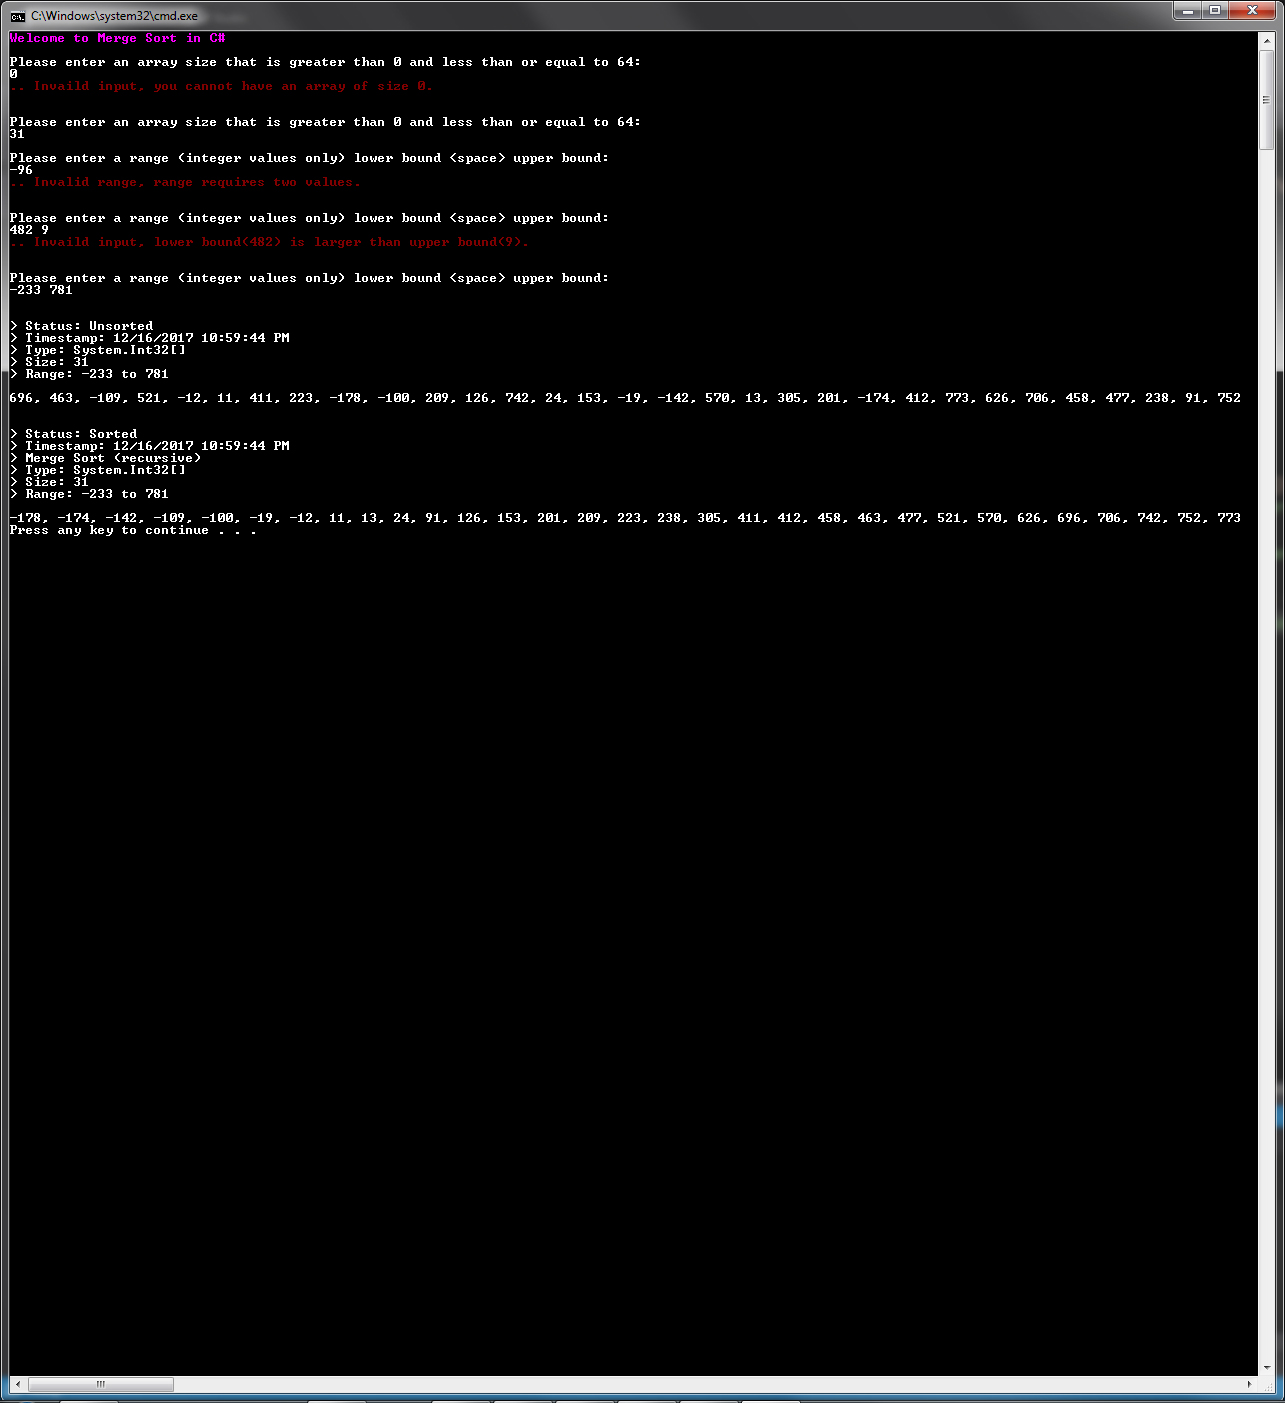 C:\Windows\system32\cmd.exe
Welcome to Merge Sort in C#
Please enter an array size that is greater than 0 and less than or equal to 64:
0
.. Invaild input, you cannot have an array of size 0.
Please enter an array size that is greater than 0 and less than or equal to 64:
31
Please enter a range (integer values only) lower bound <space> upper bound:
-96
.. Invalid range, range requires two values.
Please enter a range (integer values only) lower bound <space> upper bound:
482 9
.. Invaild input, lower bound(482) is larger than upper bound(9).
Please enter a range (integer values only) lower bound <space> upper bound:
-233 781
> Status: Unsorted
> Timestamp: 12/16/2017 10:59:44 PM
> Type: System.Int32[]
> Size: 31
> Range: -233 to 781
696, 463, -109, 521, -12, 11, 411, 223, -178, -100, 209, 126, 742, 24, 153, -19, -142, 570, 13, 305, 201, -174, 412, 773, 626, 706, 458, 477, 238, 91, 752
> Status: Sorted
> Timestamp: 12/16/2017 10:59:44 PM
> Merge Sort (recursive)
> Type: System.Int32[]
> Size: 31
> Range: -233 to 781
-178, -174, -142, -109, -100, -19, -12, 11, 13, 24, 91, 126, 153, 201, 209, 223, 238, 305, 411, 412, 458, 463, 477, 521, 570, 626, 696, 706, 742, 752, 773
Press any key to continue . . .